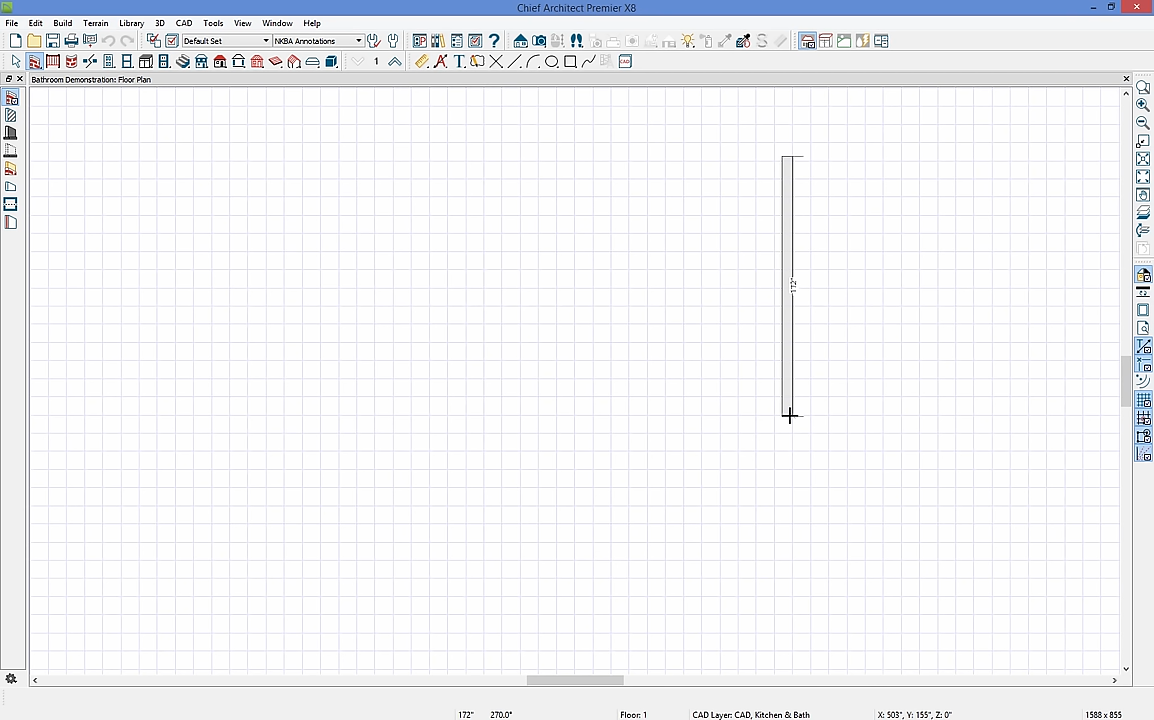 Chief Architect Premier X8
File Edit Build Terrain Library 3D CAD Tools View Window Help
Default Set NKBA Annotations
1 T CAD
Bathroom Demonstration: Floor Plan
172"
172" 270.0° Floor: 1 CAD Layer: CAD, Kitchen & Bath X: 503", Y: 155", Z: 0" 1588 x 855